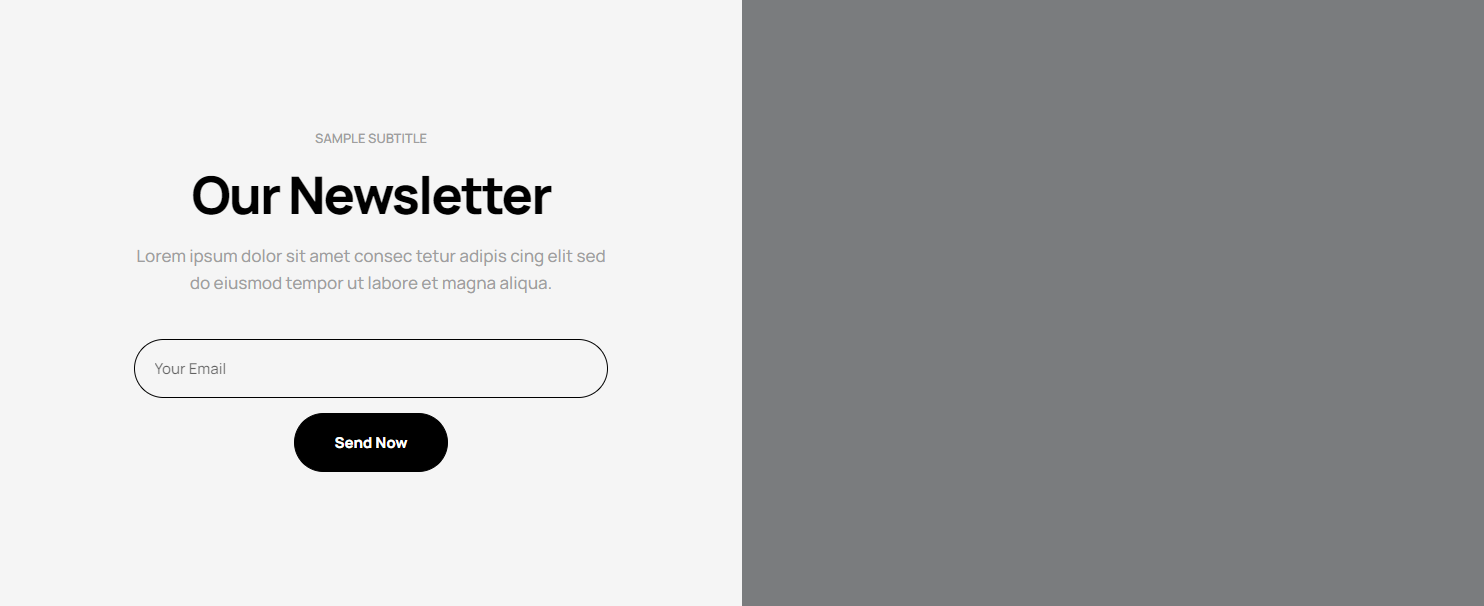 SAMPLE SUBTITLE
Our Newsletter
Lorem ipsum dolor sit amet consec tetur adipis cing elit sed
do eiusmod tempor ut labore et magna aliqua.
Your Email
Send Now